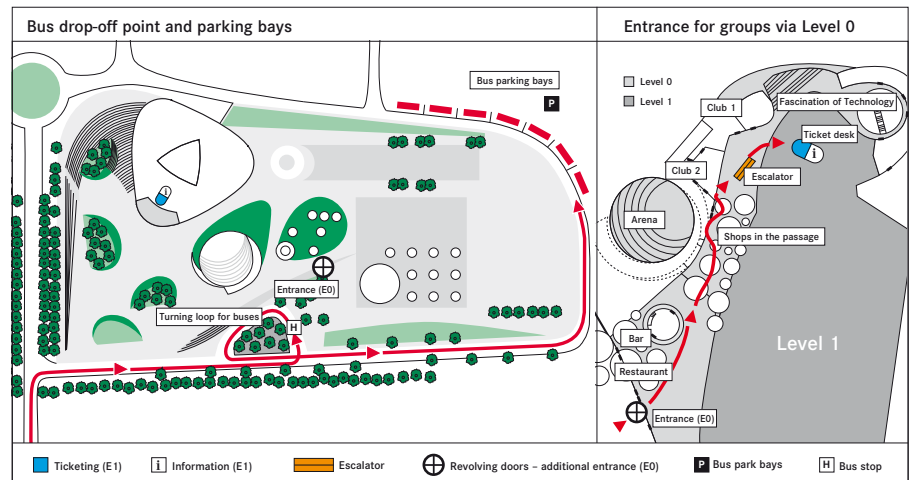 Bus drop-off point and parking bays
Bus parking bays
P
i
Entrance (E0)
Turning loop for buses
H
Entrance for groups via Level 0
Level 0
Level 1
Club 1
Fascination of Technology
Ticket desk
i
Club 2
Escalator
Arena
Shops in the passage
Bar
Level 1
Restaurant
Entrance (E0)
Ticketing (E1)
i Information (E1)
Escalator
Revolving doors – additional entrance (E0)
P Bus park bays
H Bus stop